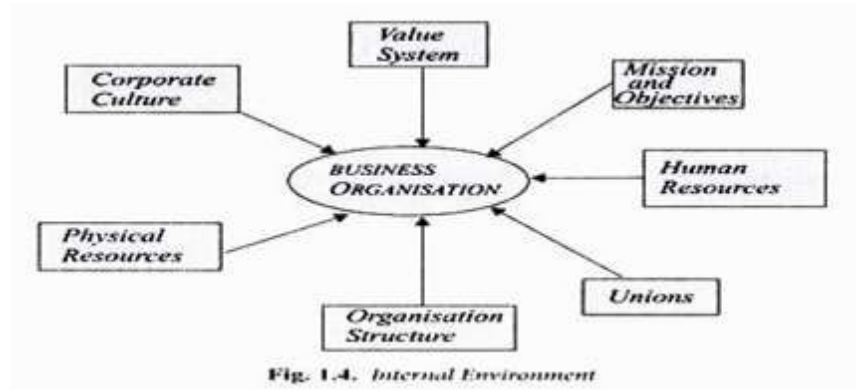 Value
System
Corporate
Culture
Mission
and
Objectives
BUSINESS
ORGANISATION
Human
Resources
Physical
Resources
Unions
Organisation
Structure
Fig. 1.4. Internal Environment